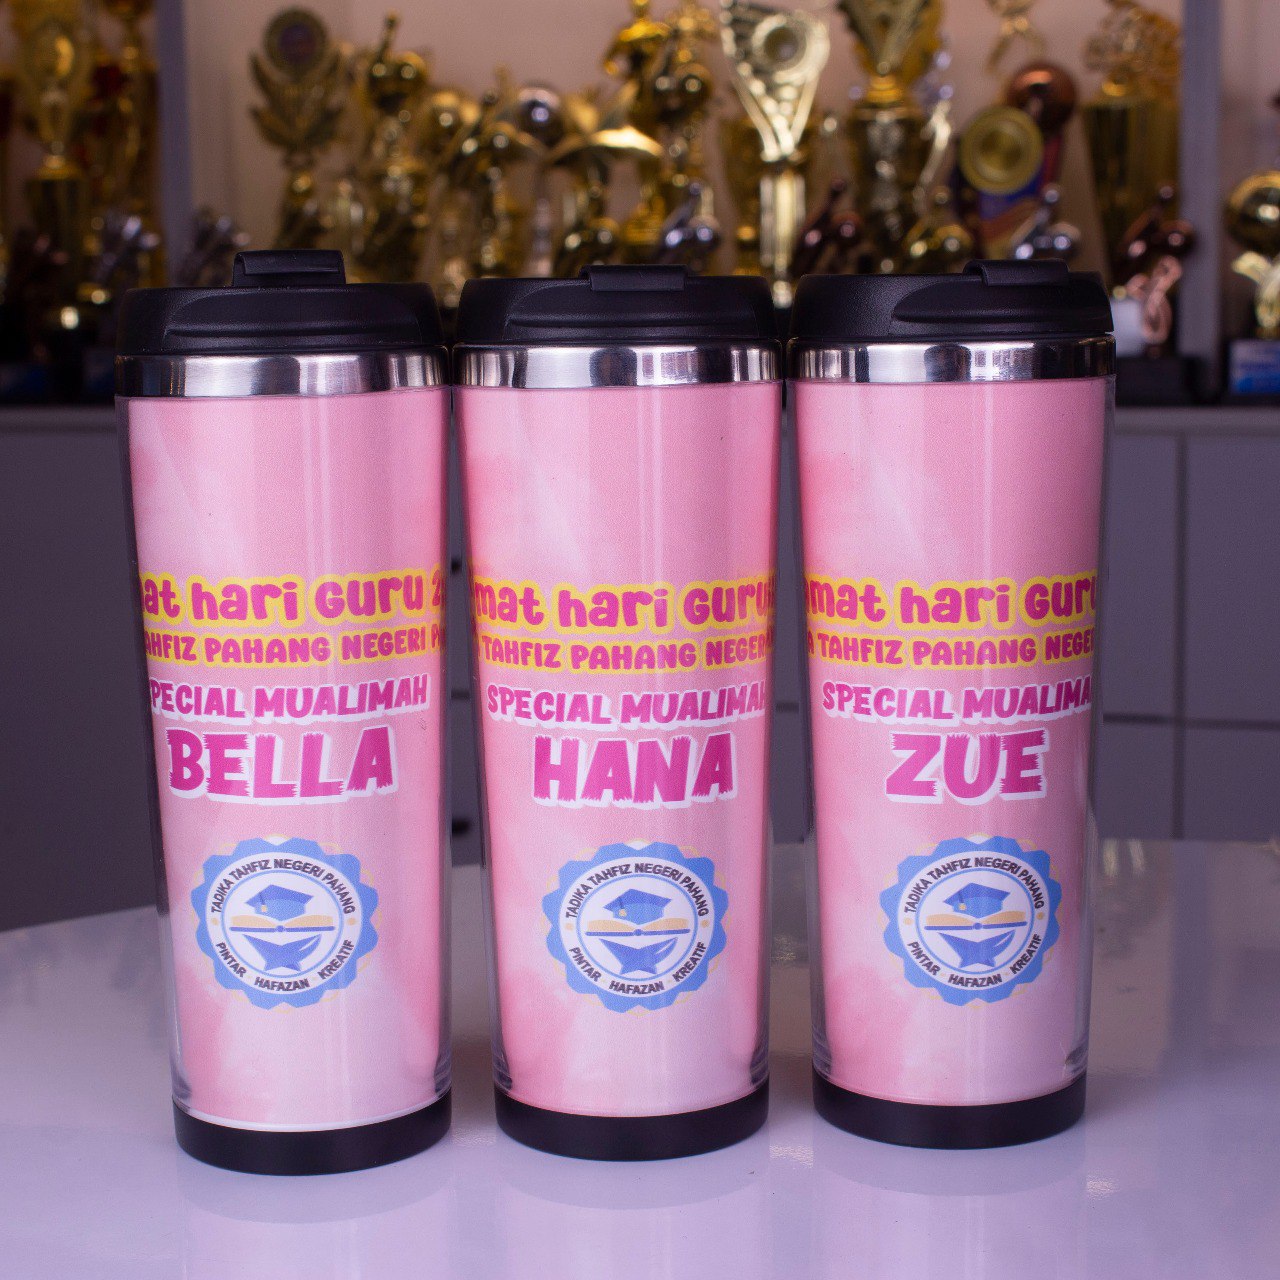 mat hari Guru
TAHFIZ PAHANG NEGERI
SPECIAL MUALIMAH
BELLA
TADIKA TAHFIZ NEGERI PAHANG
PINTAR · HAFAZAN · KREATIF
mat hari Guru
TAHFIZ PAHANG NEGERI
SPECIAL MUALIMAH
HANA
TADIKA TAHFIZ NEGERI PAHANG
PINTAR · HAFAZAN · KREATIF
mat hari Guru
TAHFIZ PAHANG NEGERI
SPECIAL MUALIMAH
ZUE
TADIKA TAHFIZ NEGERI PAHANG
PINTAR · HAFAZAN · KREATIF